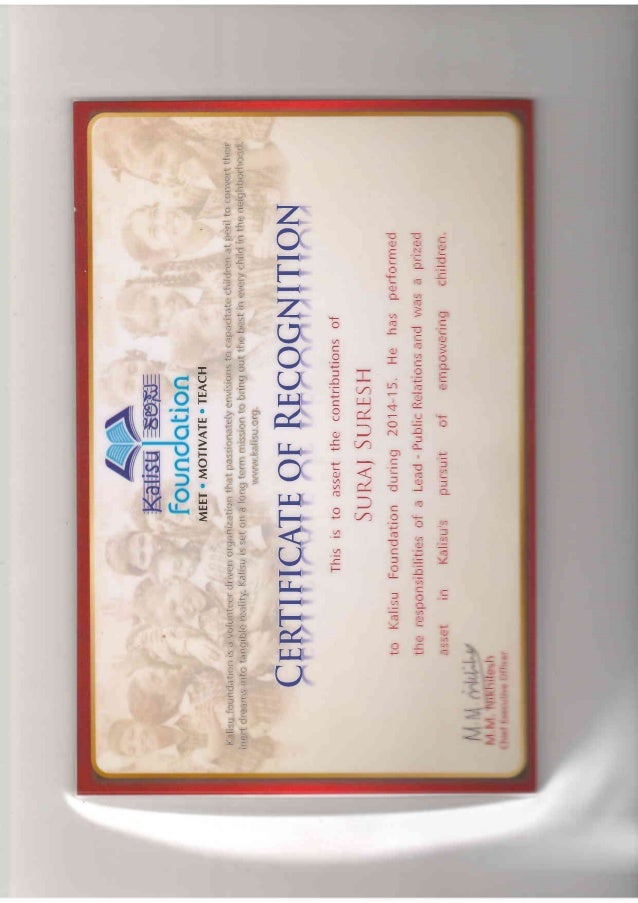 Kalisu ಕಲಿಸು
foundation
MEET • MOTIVATE • TEACH
Kalisu foundation is a volunteer driven organization that passionately envisions to capacitate children at peril to convert their
inert dreams into tangible reality. Kalisu is set on a long term mission to bring out the best in every child in the neighborhood.
www.kalisu.org.
CERTIFICATE OF RECOGNITION
This is to assert the contributions of
SURAJ SURESH
to Kalisu Foundation during 2014-15. He has performed
the responsibilities of a Lead - Public Relations and was a prized
asset in Kalisu's pursuit of empowering children.
M M Nikhilesh
M.M. Nikhilesh
Chief Executive Officer